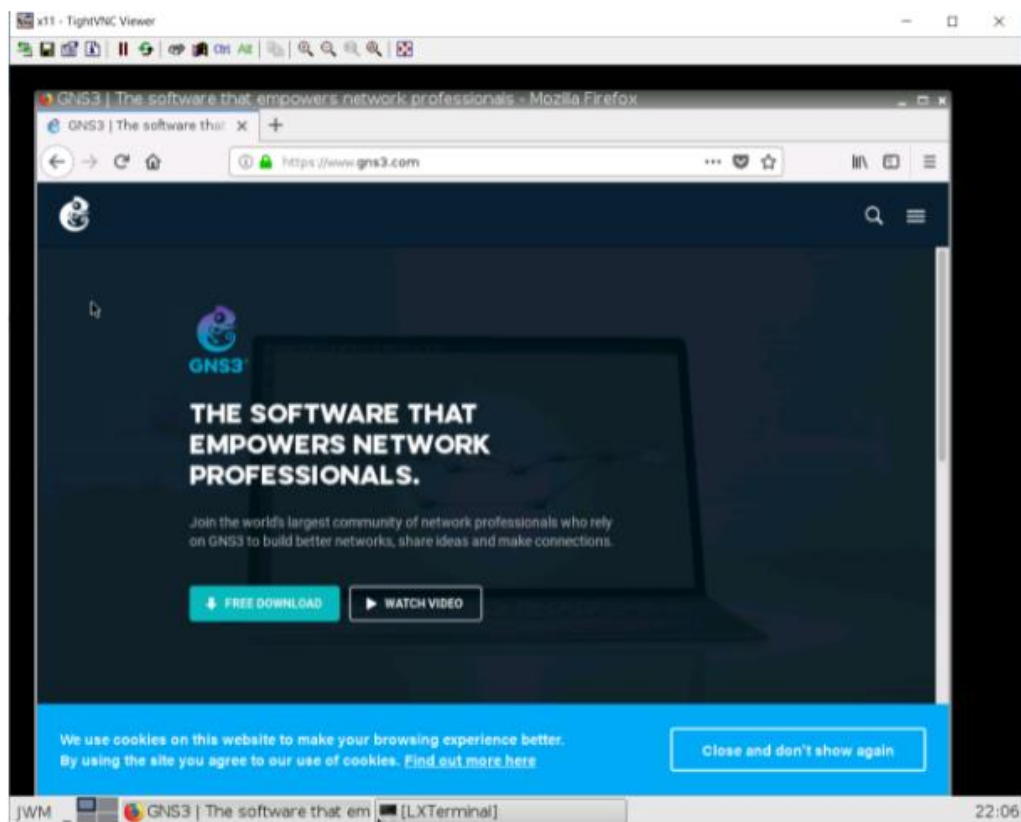 x11 - TightVNC Viewer
Ctrl Alt
GNS3 | The software that empowers network professionals - Mozilla Firefox
GNS3 | The software that
https://www.gns3.com
GNS3
THE SOFTWARE THAT
EMPOWERS NETWORK
PROFESSIONALS.
Join the world's largest community of network professionals who rely
on GNS3 to build better networks, share ideas and make connections.
FREE DOWNLOAD WATCH VIDEO
We use cookies on this website to make your browsing experience better.
By using the site you agree to our use of cookies. Find out more here
Close and don't show again
JWM _ GNS3 | The software that em [LXTerminal] 22:06